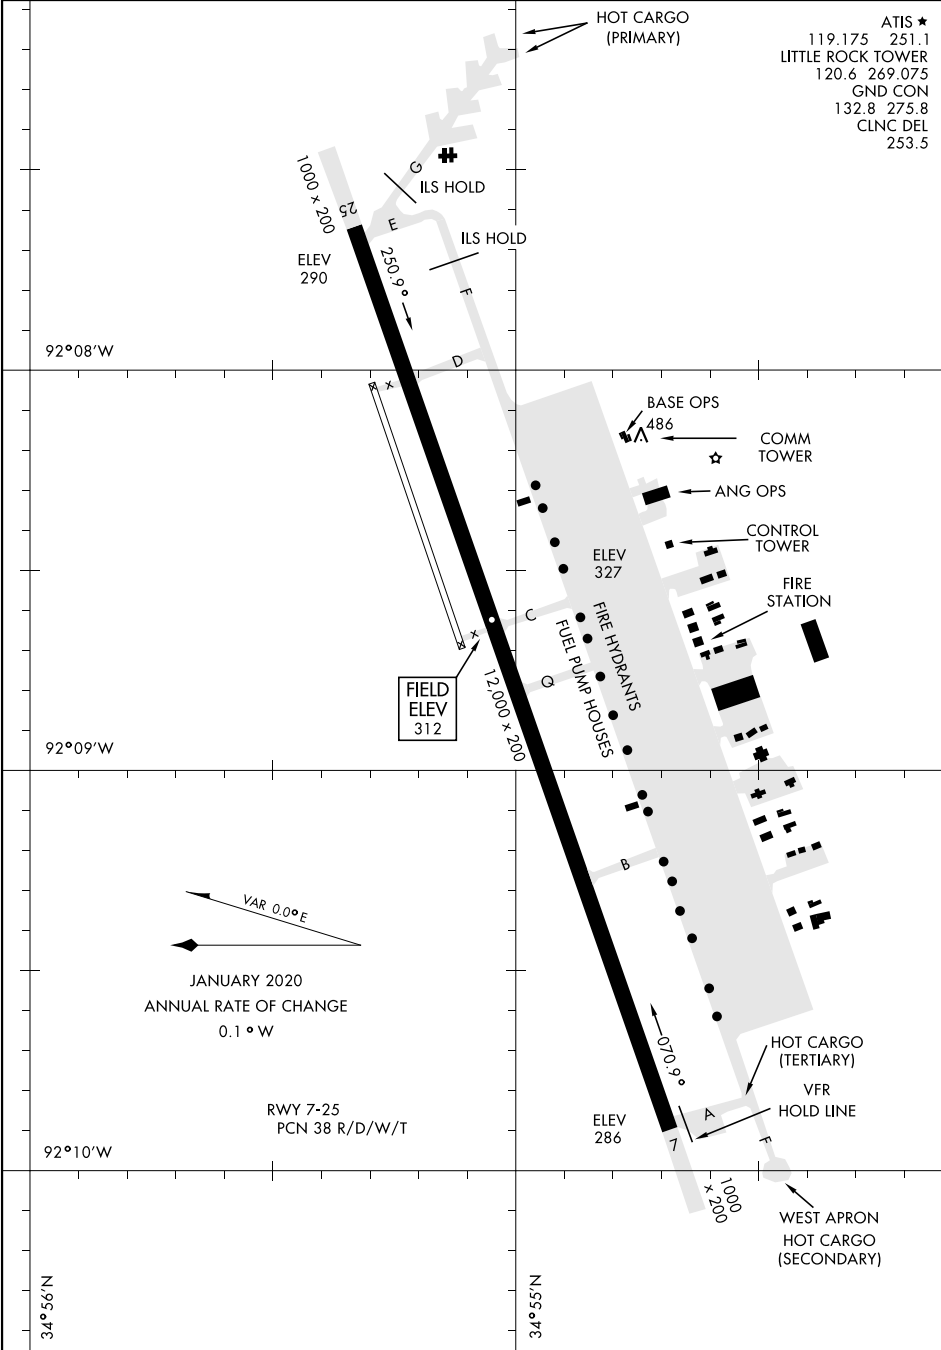 HOT CARGO
(PRIMARY)
ATIS ★
119.175 251.1
LITTLE ROCK TOWER
120.6 269.075
GND CON
132.8 275.8
CLNC DEL
253.5
1000 x 200
25
G
ILS HOLD
E
ILS HOLD
ELEV
290
250.9°
F
92°08'W
D
x
x
x
BASE OPS
486
COMM
TOWER
ANG OPS
CONTROL
TOWER
ELEV
327
FIRE
STATION
C
FIRE HYDRANTS
FUEL PUMP HOUSES
x
x
Q
FIELD
ELEV
312
12,000 x 200
92°09'W
B
VAR 0.0° E
JANUARY 2020
ANNUAL RATE OF CHANGE
0.1° W
070.9°
HOT CARGO
(TERTIARY)
VFR
HOLD LINE
RWY 7-25
PCN 38 R/D/W/T
ELEV
286
A
7
F
92°10'W
1000
x 200
WEST APRON
HOT CARGO
(SECONDARY)
34°56'N
34°55'N